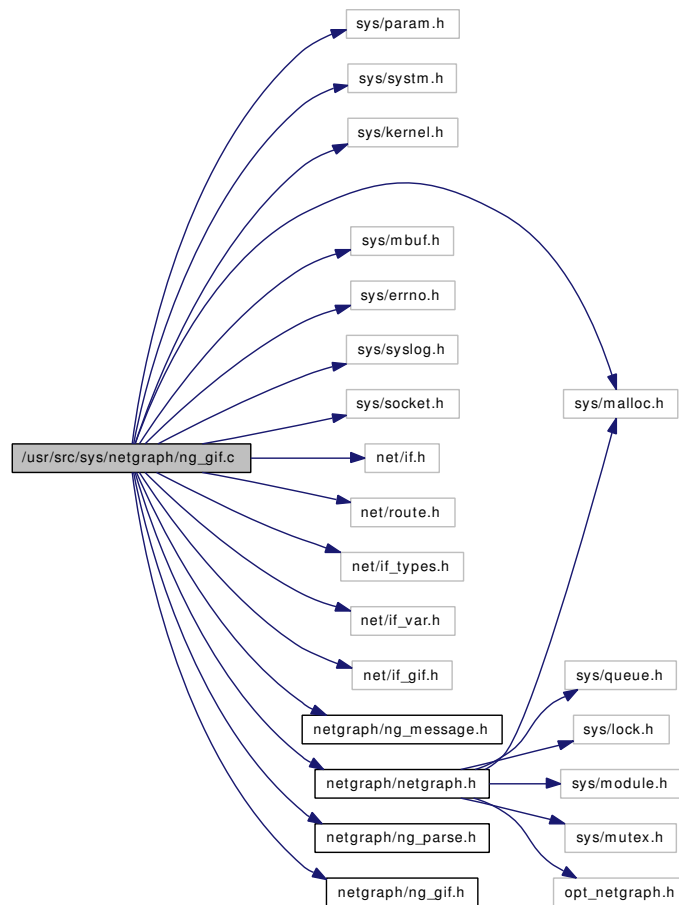 sys/param.h
sys/systm.h
sys/kernel.h
sys/mbuf.h
sys/errno.h
sys/syslog.h
sys/socket.h
sys/malloc.h
/usr/src/sys/netgraph/ng_gif.c
net/if.h
net/route.h
net/if_types.h
net/if_var.h
net/if_gif.h
sys/queue.h
netgraph/ng_message.h
sys/lock.h
netgraph/netgraph.h
sys/module.h
netgraph/ng_parse.h
sys/mutex.h
netgraph/ng_gif.h
opt_netgraph.h